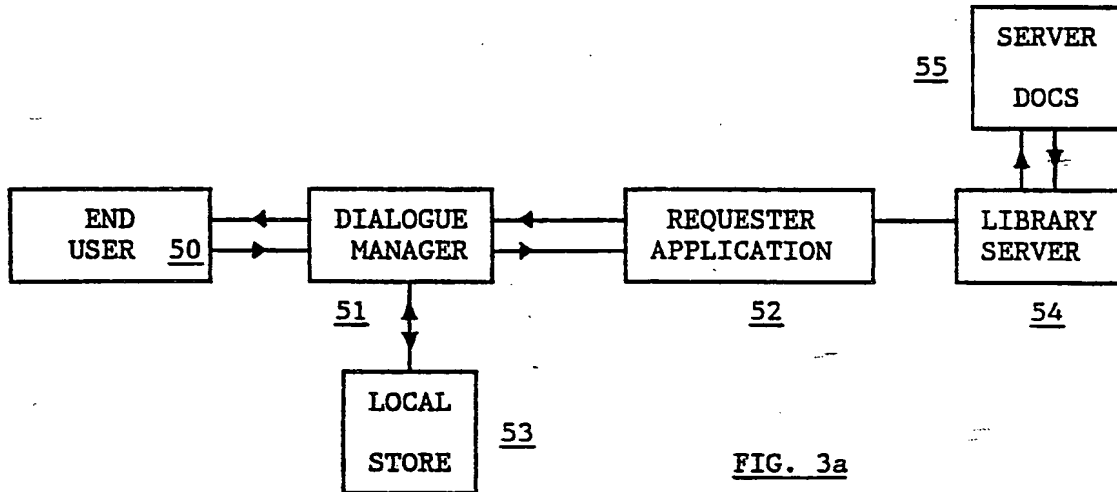 SERVER
DOCS
55
END
USER 50
DIALOGUE
MANAGER
REQUESTER
APPLICATION
LIBRARY
SERVER
51
52
54
LOCAL
STORE
53
FIG. 3a